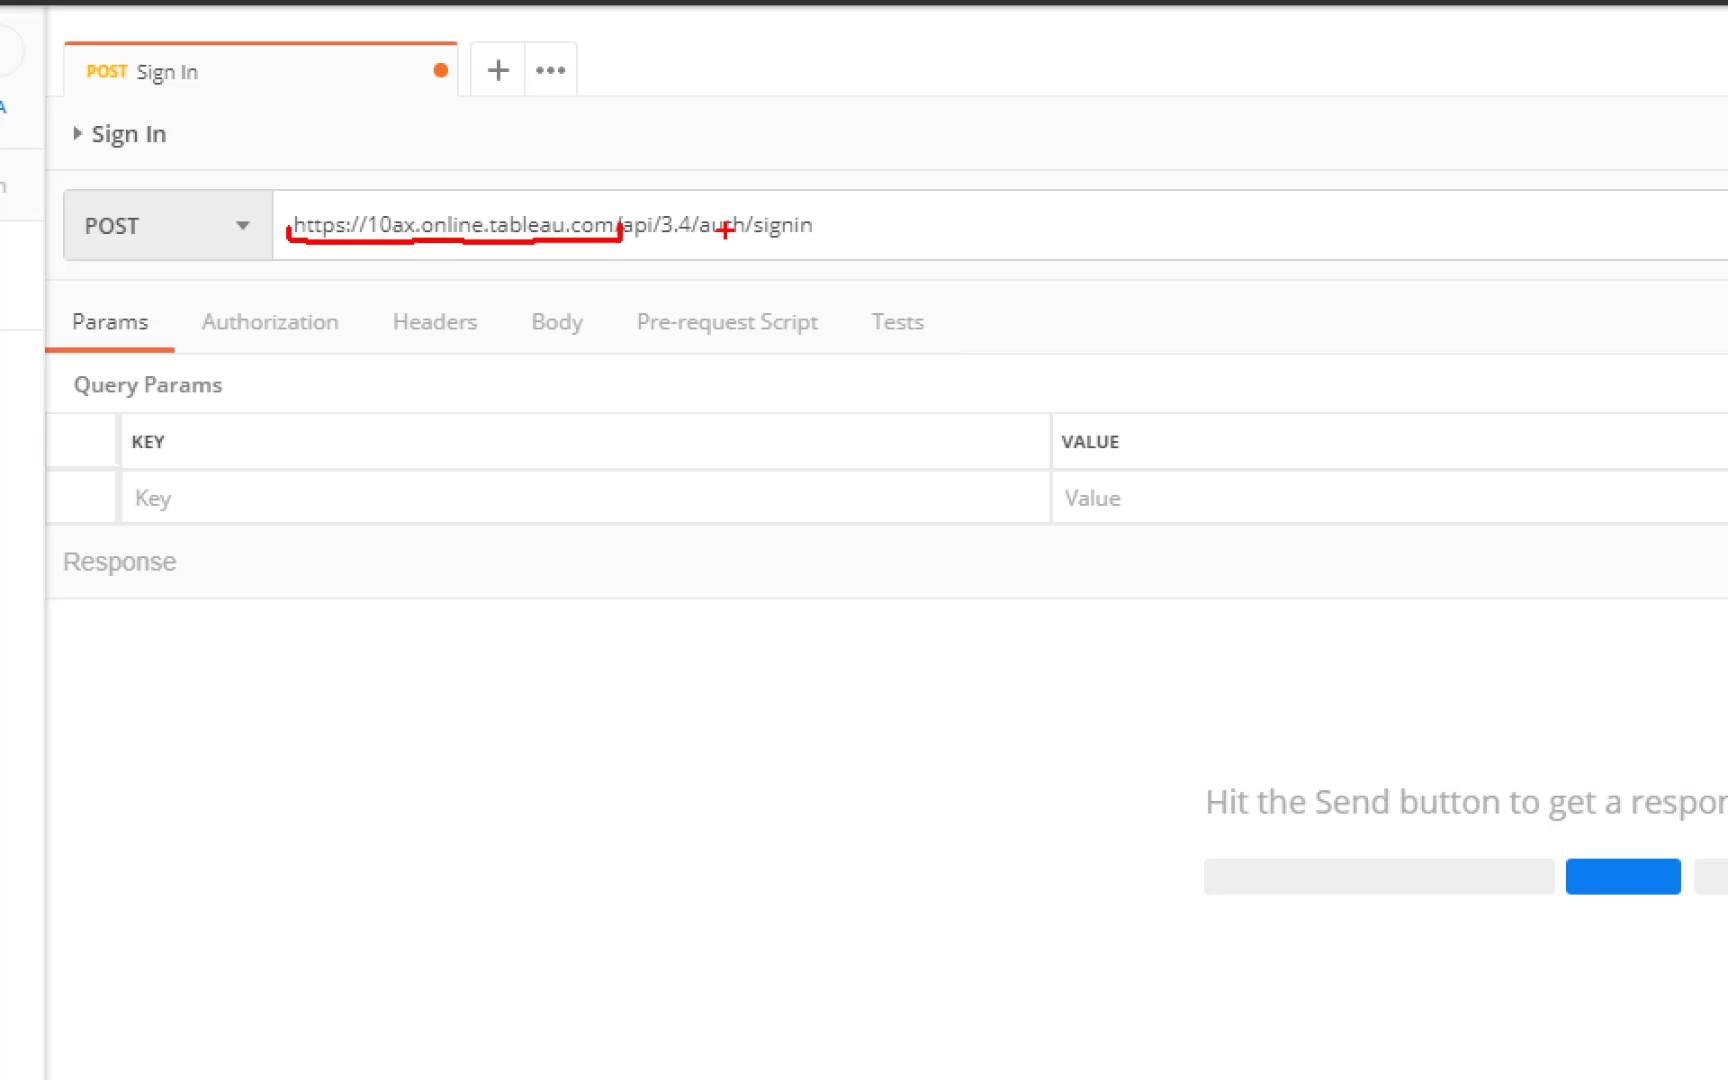 POST Sign In
Sign In
POST
https://10ax.online.tableau.com/api/3.4/auth/signin
Params Authorization Headers Body Pre-request Script Tests
Query Params
KEY VALUE
Key Value
Response
Hit the Send button to get a respon